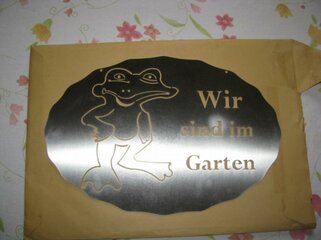 Wir
sind im
Garten